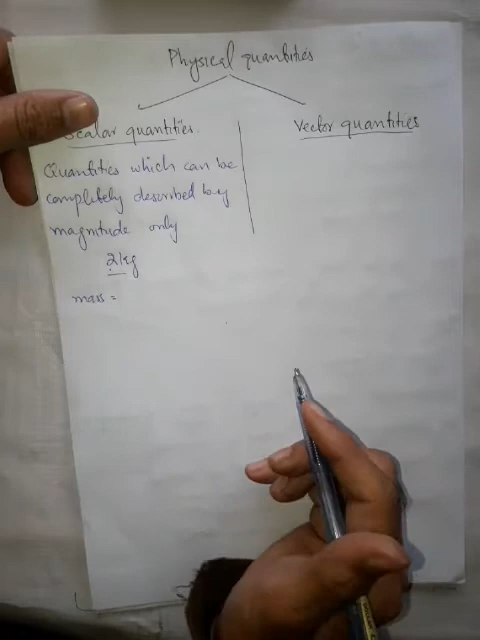 Physical quantities
Scalar quantities.
Vector quantities
Quantities which can be
completely described by
magnitude only
2kg
mass =